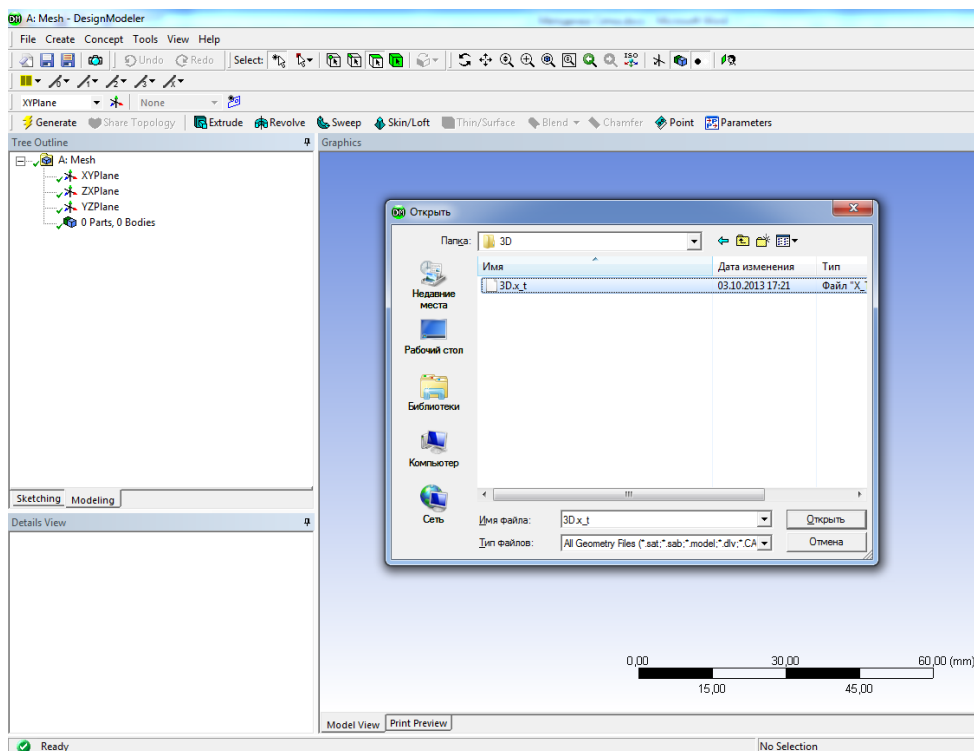 A: Mesh - DesignModeler
File Create Concept Tools View Help
Undo Redo Select:
XYPlane None
Generate Share Topology Extrude Revolve Sweep Skin/Loft Thin/Surface Blend Chamfer Point Parameters
Tree Outline
A: Mesh
XYPlane
ZXPlane
YZPlane
0 Parts, 0 Bodies
Sketching Modeling
Details View
Graphics
Открыть
Папка: 3D
Имя Дата изменения Тип
3D.x_t 03.10.2013 17:21 Файл "X_
Недавние
места
Рабочий стол
Библиотеки
Компьютер
Сеть
Имя файла: 3D.x_t Открыть
Тип файлов: All Geometry Files (*.sat;*.sab;*.model;*.dlv;*.CA Отмена
0,00 30,00 60,00 (mm)
15,00 45,00
Model View Print Preview
Ready No Selection